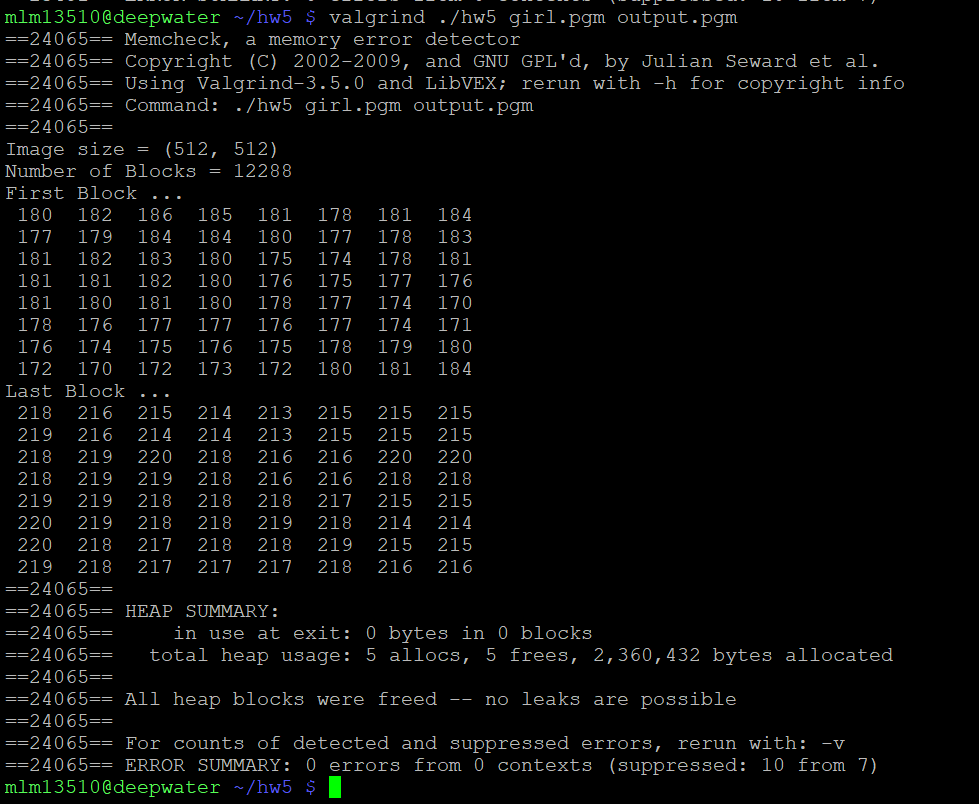 mlm13510@deepwater ~/hw5 $ valgrind ./hw5 girl.pgm output.pgm
==24065== Memcheck, a memory error detector
==24065== Copyright (C) 2002-2009, and GNU GPL'd, by Julian Seward et al.
==24065== Using Valgrind-3.5.0 and LibVEX; rerun with -h for copyright info
==24065== Command: ./hw5 girl.pgm output.pgm
==24065==
Image size = (512, 512)
Number of Blocks = 12288
First Block ...
180 182 186 185 181 178 181 184
177 179 184 184 180 177 178 183
181 182 183 180 175 174 178 181
181 181 182 180 176 175 177 176
181 180 181 180 178 177 174 170
178 176 177 177 176 177 174 171
176 174 175 176 175 178 179 180
172 170 172 173 172 180 181 184
Last Block ...
218 216 215 214 213 215 215 215
219 216 214 214 213 215 215 215
218 219 220 218 216 216 220 220
218 219 219 218 216 216 218 218
219 219 218 218 218 217 215 215
220 219 218 218 219 218 214 214
220 218 217 218 218 219 215 215
219 218 217 217 217 218 216 216
==24065==
==24065== HEAP SUMMARY:
==24065==     in use at exit: 0 bytes in 0 blocks
==24065==   total heap usage: 5 allocs, 5 frees, 2,360,432 bytes allocated
==24065==
==24065== All heap blocks were freed -- no leaks are possible
==24065==
==24065== For counts of detected and suppressed errors, rerun with: -v
==24065== ERROR SUMMARY: 0 errors from 0 contexts (suppressed: 10 from 7)
mlm13510@deepwater ~/hw5 $